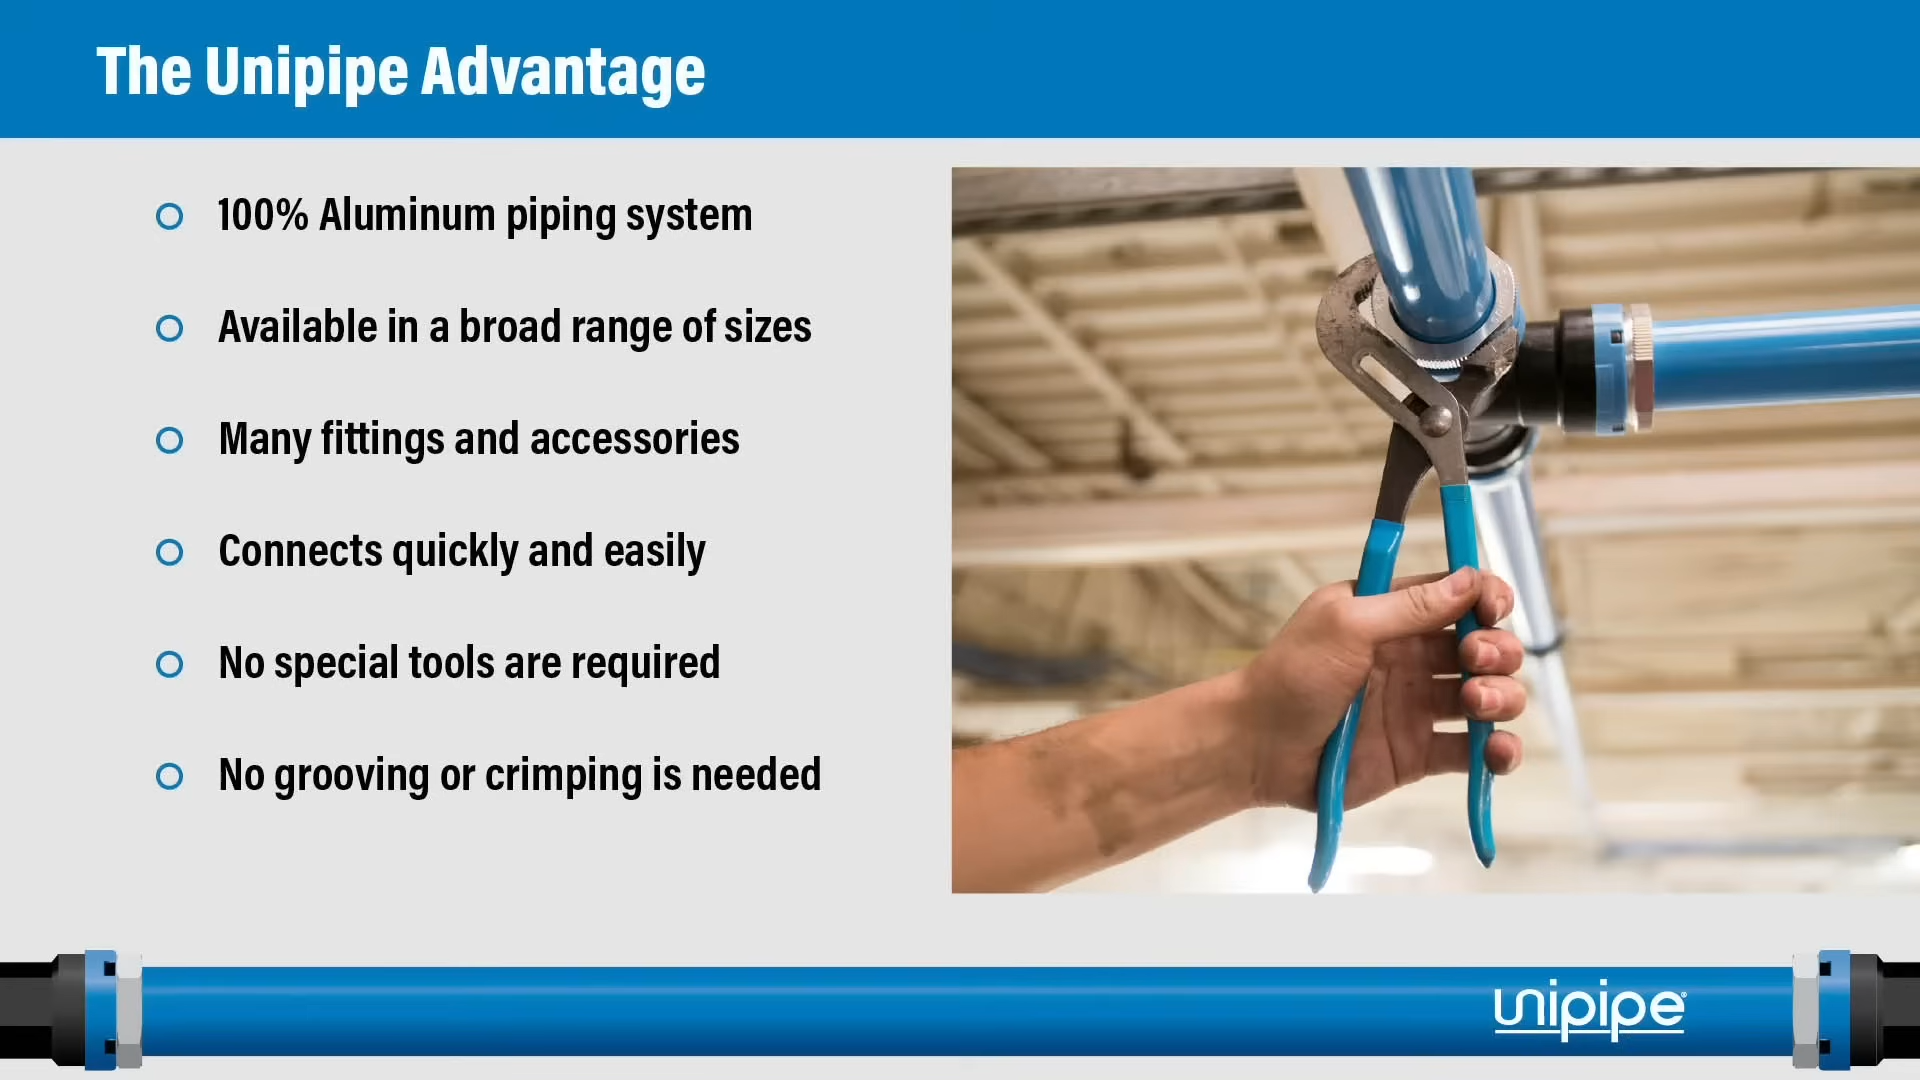 The Unipipe Advantage
100% Aluminum piping system
Available in a broad range of sizes
Many fittings and accessories
Connects quickly and easily
No special tools are required
No grooving or crimping is needed
unipipe®